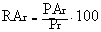 RAr = PAr / Pr · 100